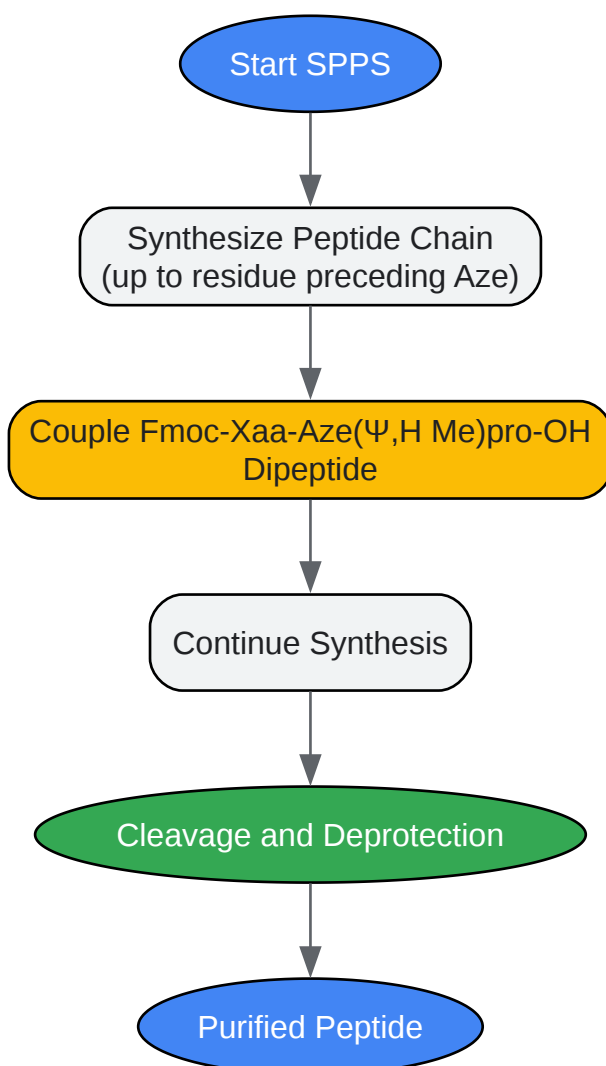 Start SPPS
Synthesize Peptide Chain
(up to residue preceding Aze)
Couple Fmoc-Xaa-Aze(Ψ,H Me)pro-OH
Dipeptide
Continue Synthesis
Cleavage and Deprotection
Purified Peptide